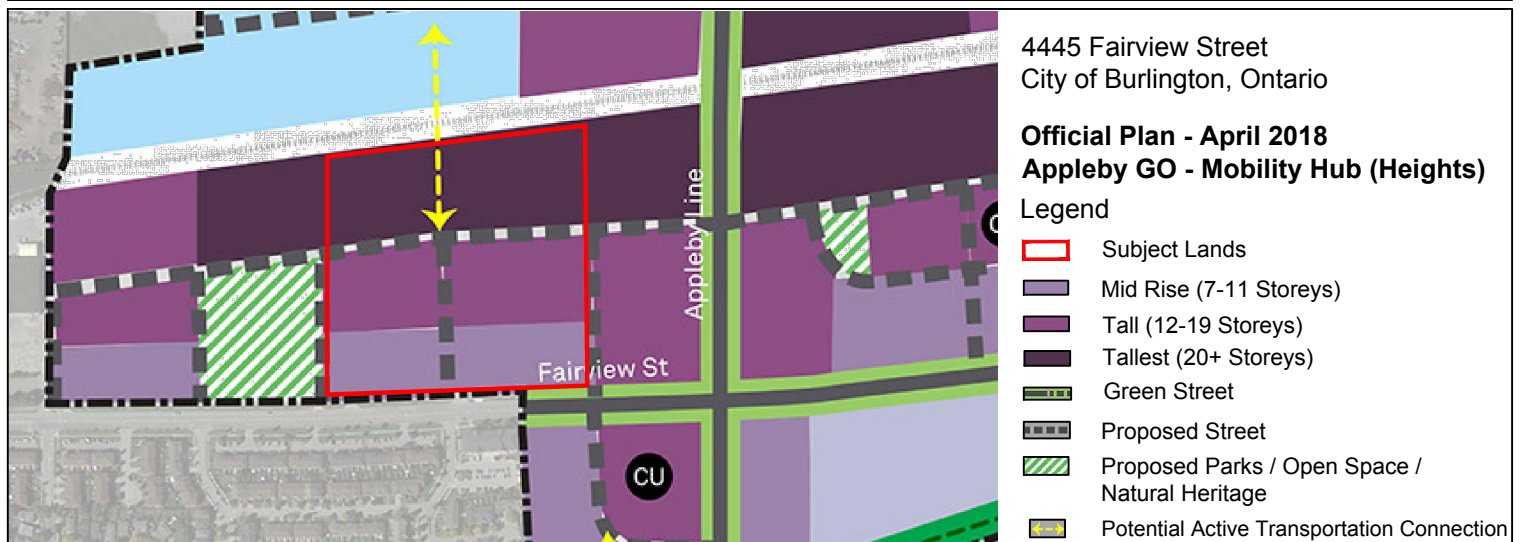 4445 Fairview Street
City of Burlington, Ontario
Official Plan - April 2018
Appleby GO - Mobility Hub (Heights)
Legend
Subject Lands
Mid Rise (7-11 Storeys)
Tall (12-19 Storeys)
Tallest (20+ Storeys)
Green Street
Proposed Street
Proposed Parks / Open Space /
Natural Heritage
Potential Active Transportation Connection
Appleby Line
Fairview St
CU